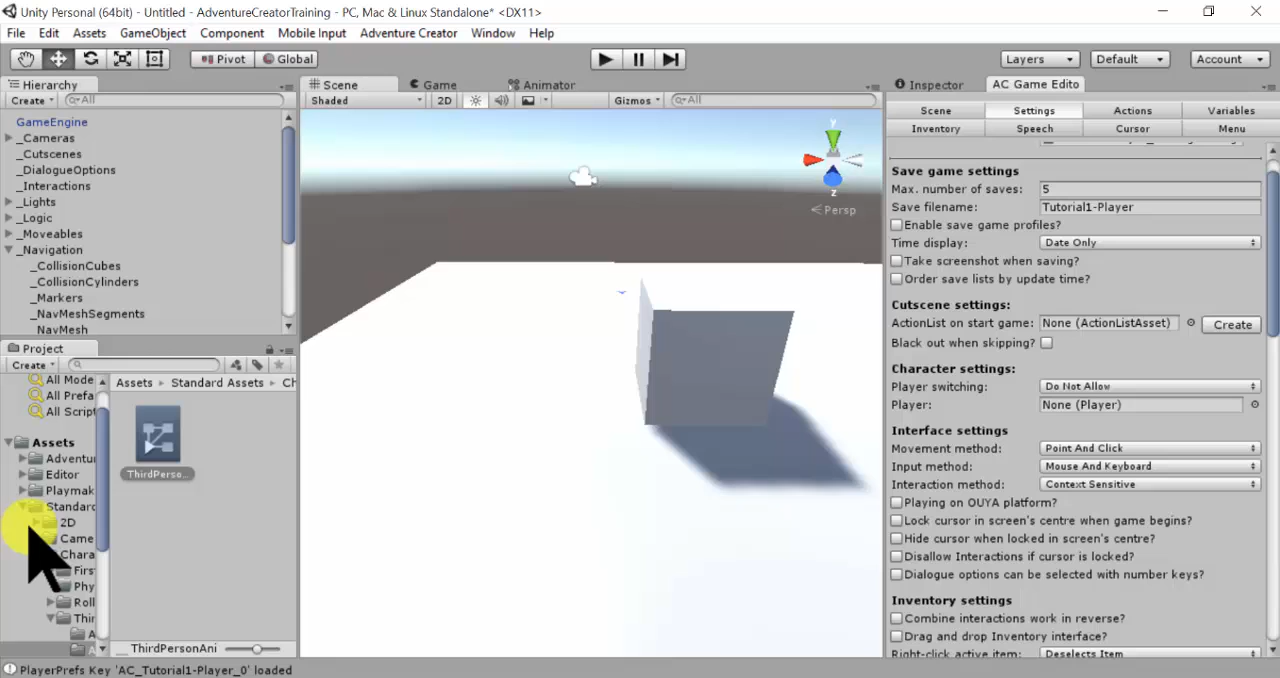 Unity Personal (64bit) - Untitled - AdventureCreatorTraining - PC, Mac & Linux Standalone* <DX11>
File Edit Assets GameObject Component Mobile Input Adventure Creator Window Help
Pivot Global Layers Default Account
Hierarchy
Create All
GameEngine
_Cameras
_Cutscenes
_DialogueOptions
_Interactions
_Lights
_Logic
_Moveables
_Navigation
_CollisionCubes
_CollisionCylinders
_Markers
_NavMeshSegments
NavMesh
Project
Create
All Mode
All Prefa
All Script
Assets
Adventu
Editor
Playmak
Standard
2D
Came
Chara
First
Phy
Roll
Thir
A
A
Assets Standard Assets Ch
ThirdPerso...
ThirdPersonAni
Scene Game Animator
Shaded 2D Gizmos All
y
z
Persp
Inspector AC Game Edito
Scene Settings Actions Variables
Inventory Speech Cursor Menu
Save game settings
Max. number of saves: 5
Save filename: Tutorial1-Player
Enable save game profiles?
Time display: Date Only
Take screenshot when saving?
Order save lists by update time?
Cutscene settings:
ActionList on start game: None (ActionListAsset) Create
Black out when skipping?
Character settings:
Player switching: Do Not Allow
Player: None (Player)
Interface settings
Movement method: Point And Click
Input method: Mouse And Keyboard
Interaction method: Context Sensitive
Playing on OUYA platform?
Lock cursor in screen's centre when game begins?
Hide cursor when locked in screen's centre?
Disallow Interactions if cursor is locked?
Dialogue options can be selected with number keys?
Inventory settings
Combine interactions work in reverse?
Drag and drop Inventory interface?
Right-click active item: Deselects Item
PlayerPrefs Key 'AC_Tutorial1-Player_0' loaded